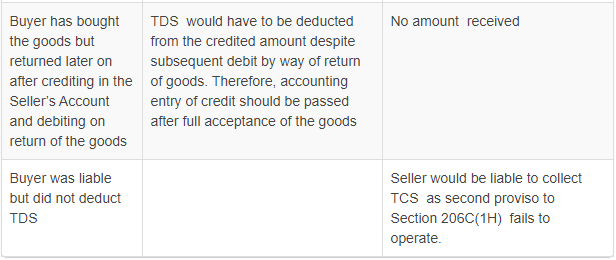 Buyer has bought
the goods but
returned later on
after crediting in the
Seller's Account
and debiting on
return of the goods
TDS would have to be deducted
from the credited amount despite
subsequent debit by way of return
of goods. Therefore, accounting
entry of credit should be passed
after full acceptance of the goods
No amount received
Buyer was liable
but did not deduct
TDS
Seller would be liable to collect
TCS as second proviso to
Section 206C(1H) fails to
operate.